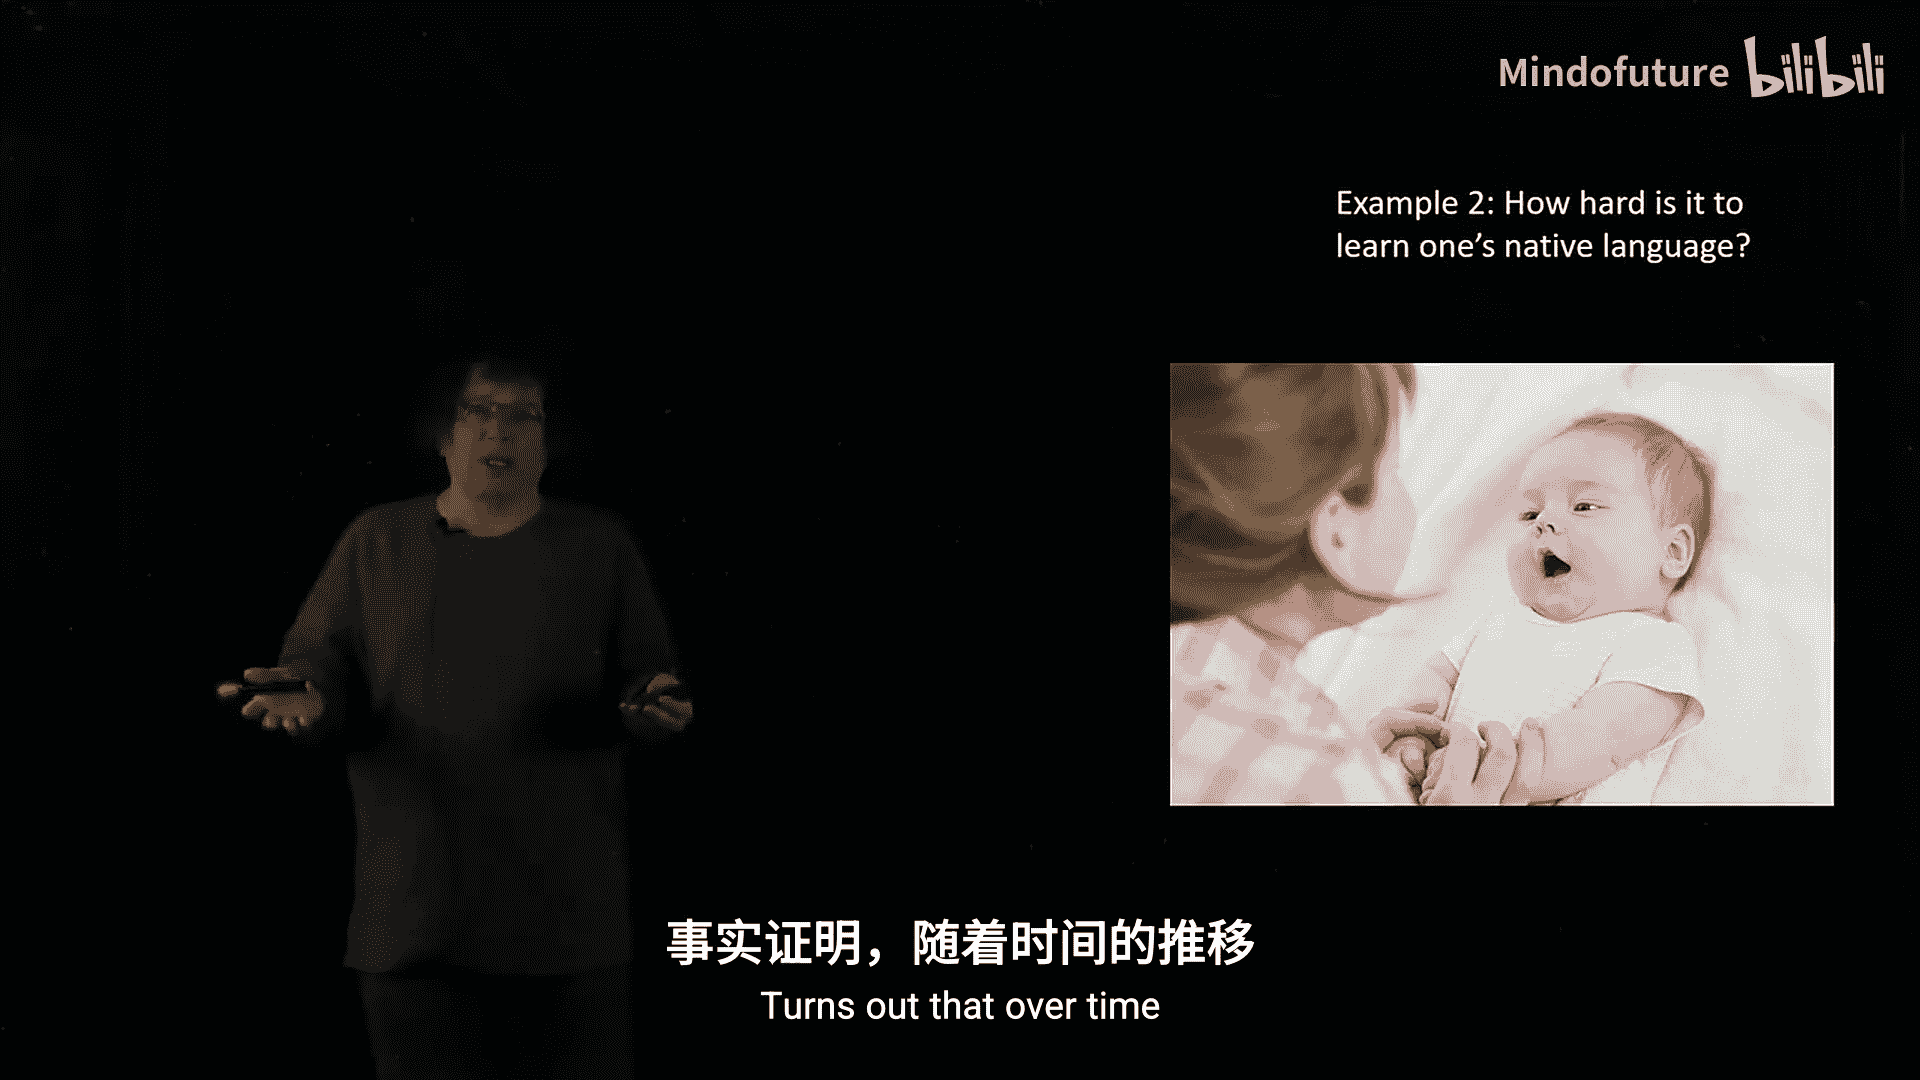 Mindofuture bilibili
Example 2: How hard is it to
learn one’s native language?
事实证明，随着时间的推移
Turns out that over time